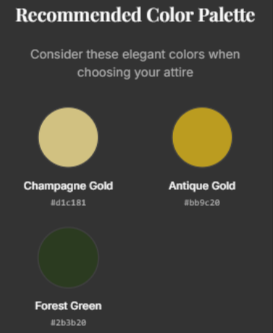 Recommended Color Palette
Consider these elegant colors when
choosing your attire
Champagne Gold
#d1c181
Antique Gold
#bb9c20
Forest Green
#2b3b20